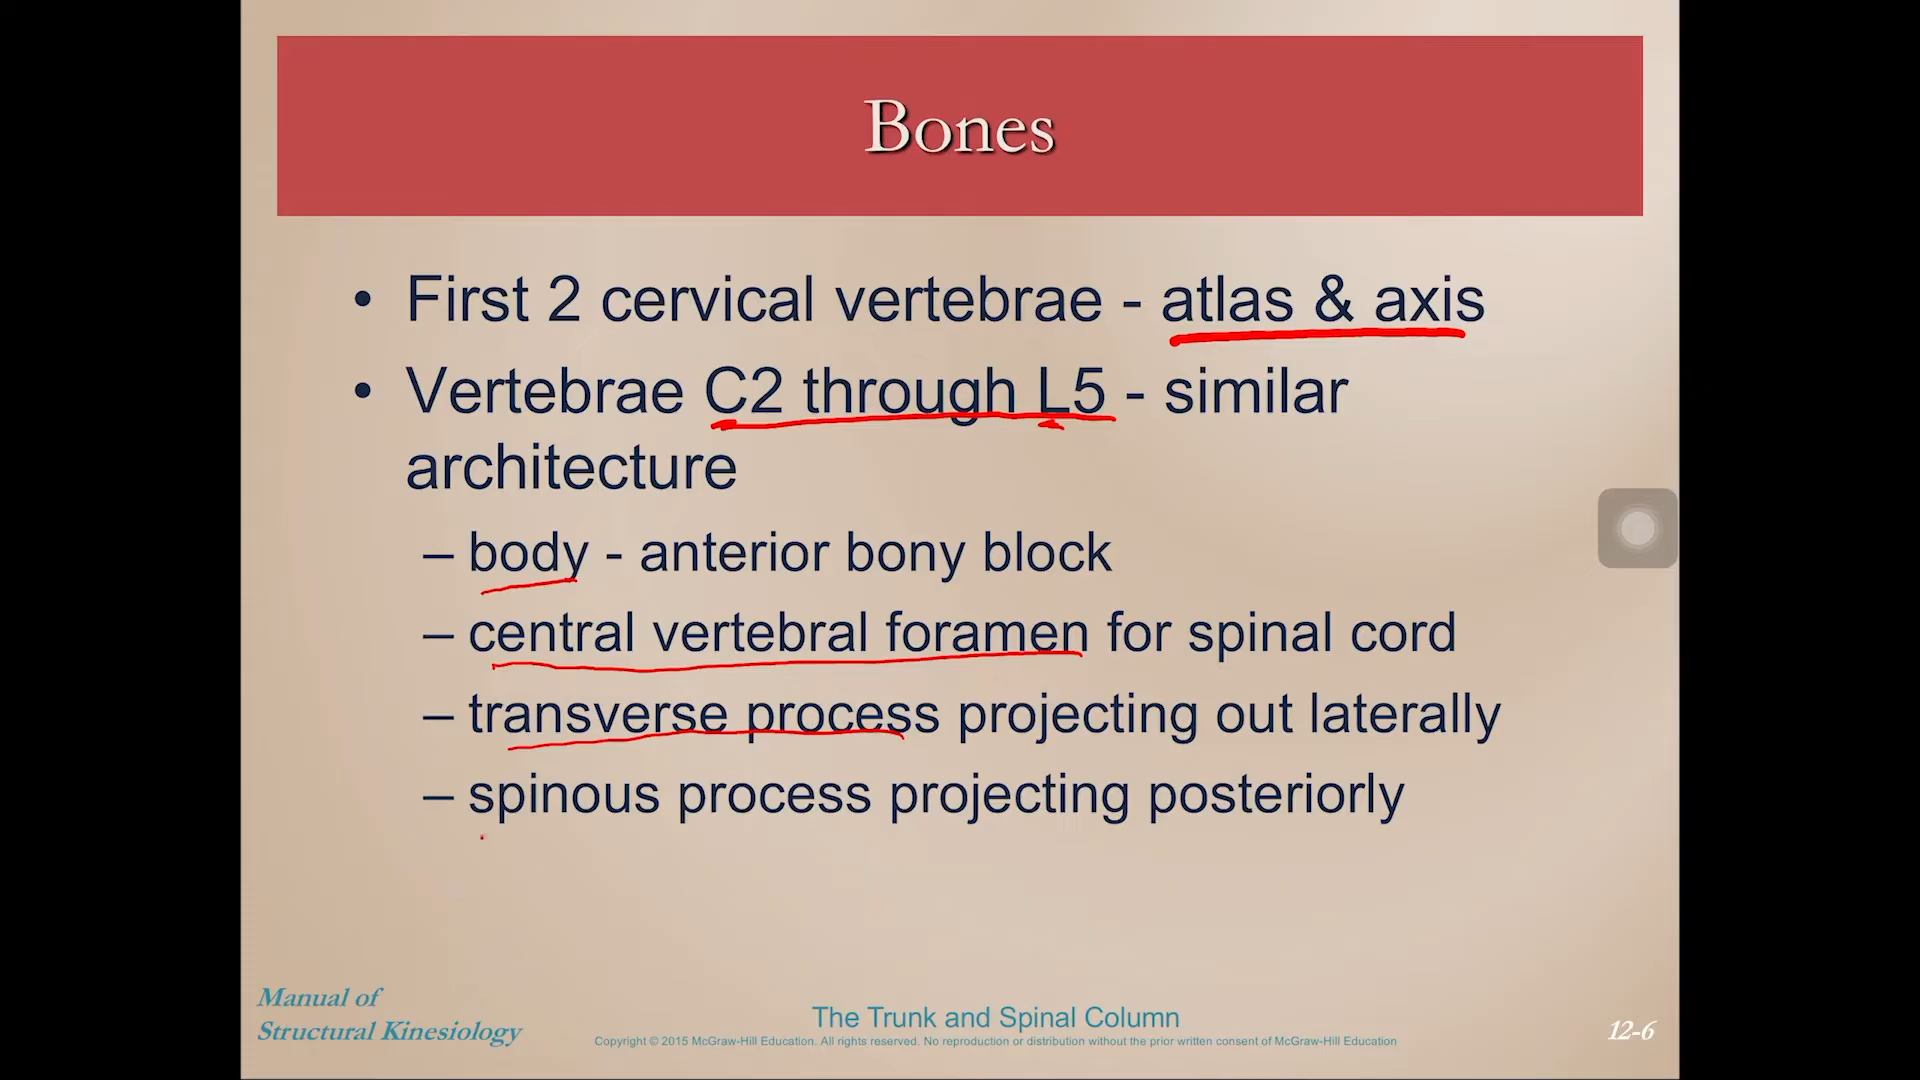 Bones
• First 2 cervical vertebrae - atlas & axis
• Vertebrae C2 through L5 - similar
architecture
– body - anterior bony block
– central vertebral foramen for spinal cord
– transverse process projecting out laterally
– spinous process projecting posteriorly
Manual of
Structural Kinesiology
The Trunk and Spinal Column
Copyright © 2015 McGraw-Hill Education. All rights reserved. No reproduction or distribution without the prior written consent of McGraw-Hill Education
12-6